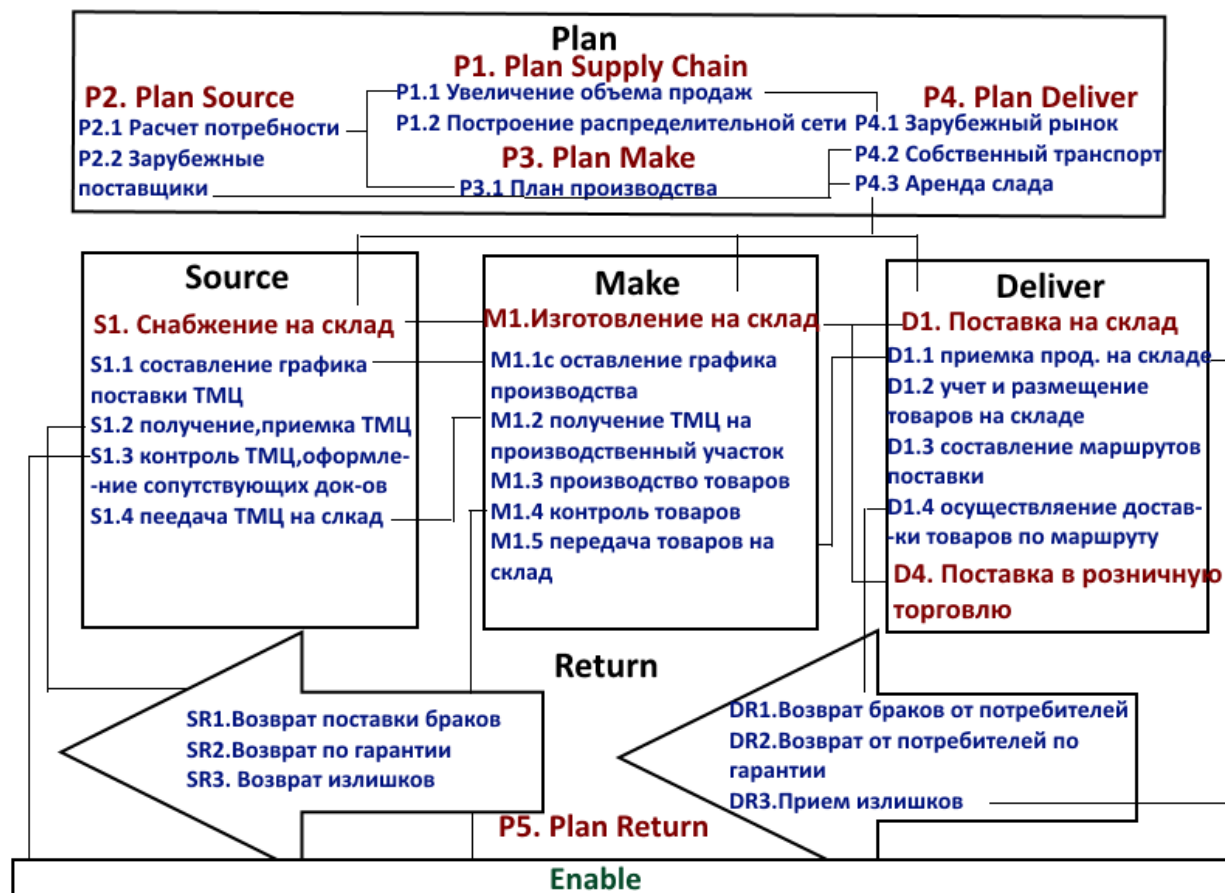 Plan
P1. Plan Supply Chain
P2. Plan Source
P1.1 Увеличение объема продаж
P4. Plan Deliver
P2.1 Расчет потребности
P1.2 Построение распределительной сети
P4.1 Зарубежный рынок
P2.2 Зарубежные
поставщики
P3. Plan Make
P3.1 План производства
P4.2 Собственный транспорт
P4.3 Аренда слада
Source
S1. Снабжение на склад
S1.1 составление графика
поставки ТМЦ
S1.2 получение,приемка ТМЦ
S1.3 контроль ТМЦ,оформле-
-ние сопутствующих док-ов
S1.4 пеедача ТМЦ на слкад
Make
M1.Изготовление на склад
M1.1с оставление графика
производства
M1.2 получение ТМЦ на
производственный участок
M1.3 производство товаров
M1.4 контроль товаров
M1.5 передача товаров на
склад
Deliver
D1. Поставка на склад
D1.1 приемка прод. на складе
D1.2 учет и размещение
товаров на складе
D1.3 составление маршрутов
поставки
D1.4 осуществляение достав-
-ки товаров по маршруту
D4. Поставка в розничную
торговлю
Return
SR1.Возврат поставки браков
SR2.Возврат по гарантии
SR3. Возврат излишков
DR1.Возврат браков от потребителей
DR2.Возврат от потребителей по
гарантии
DR3.Прием излишков
P5. Plan Return
Enable